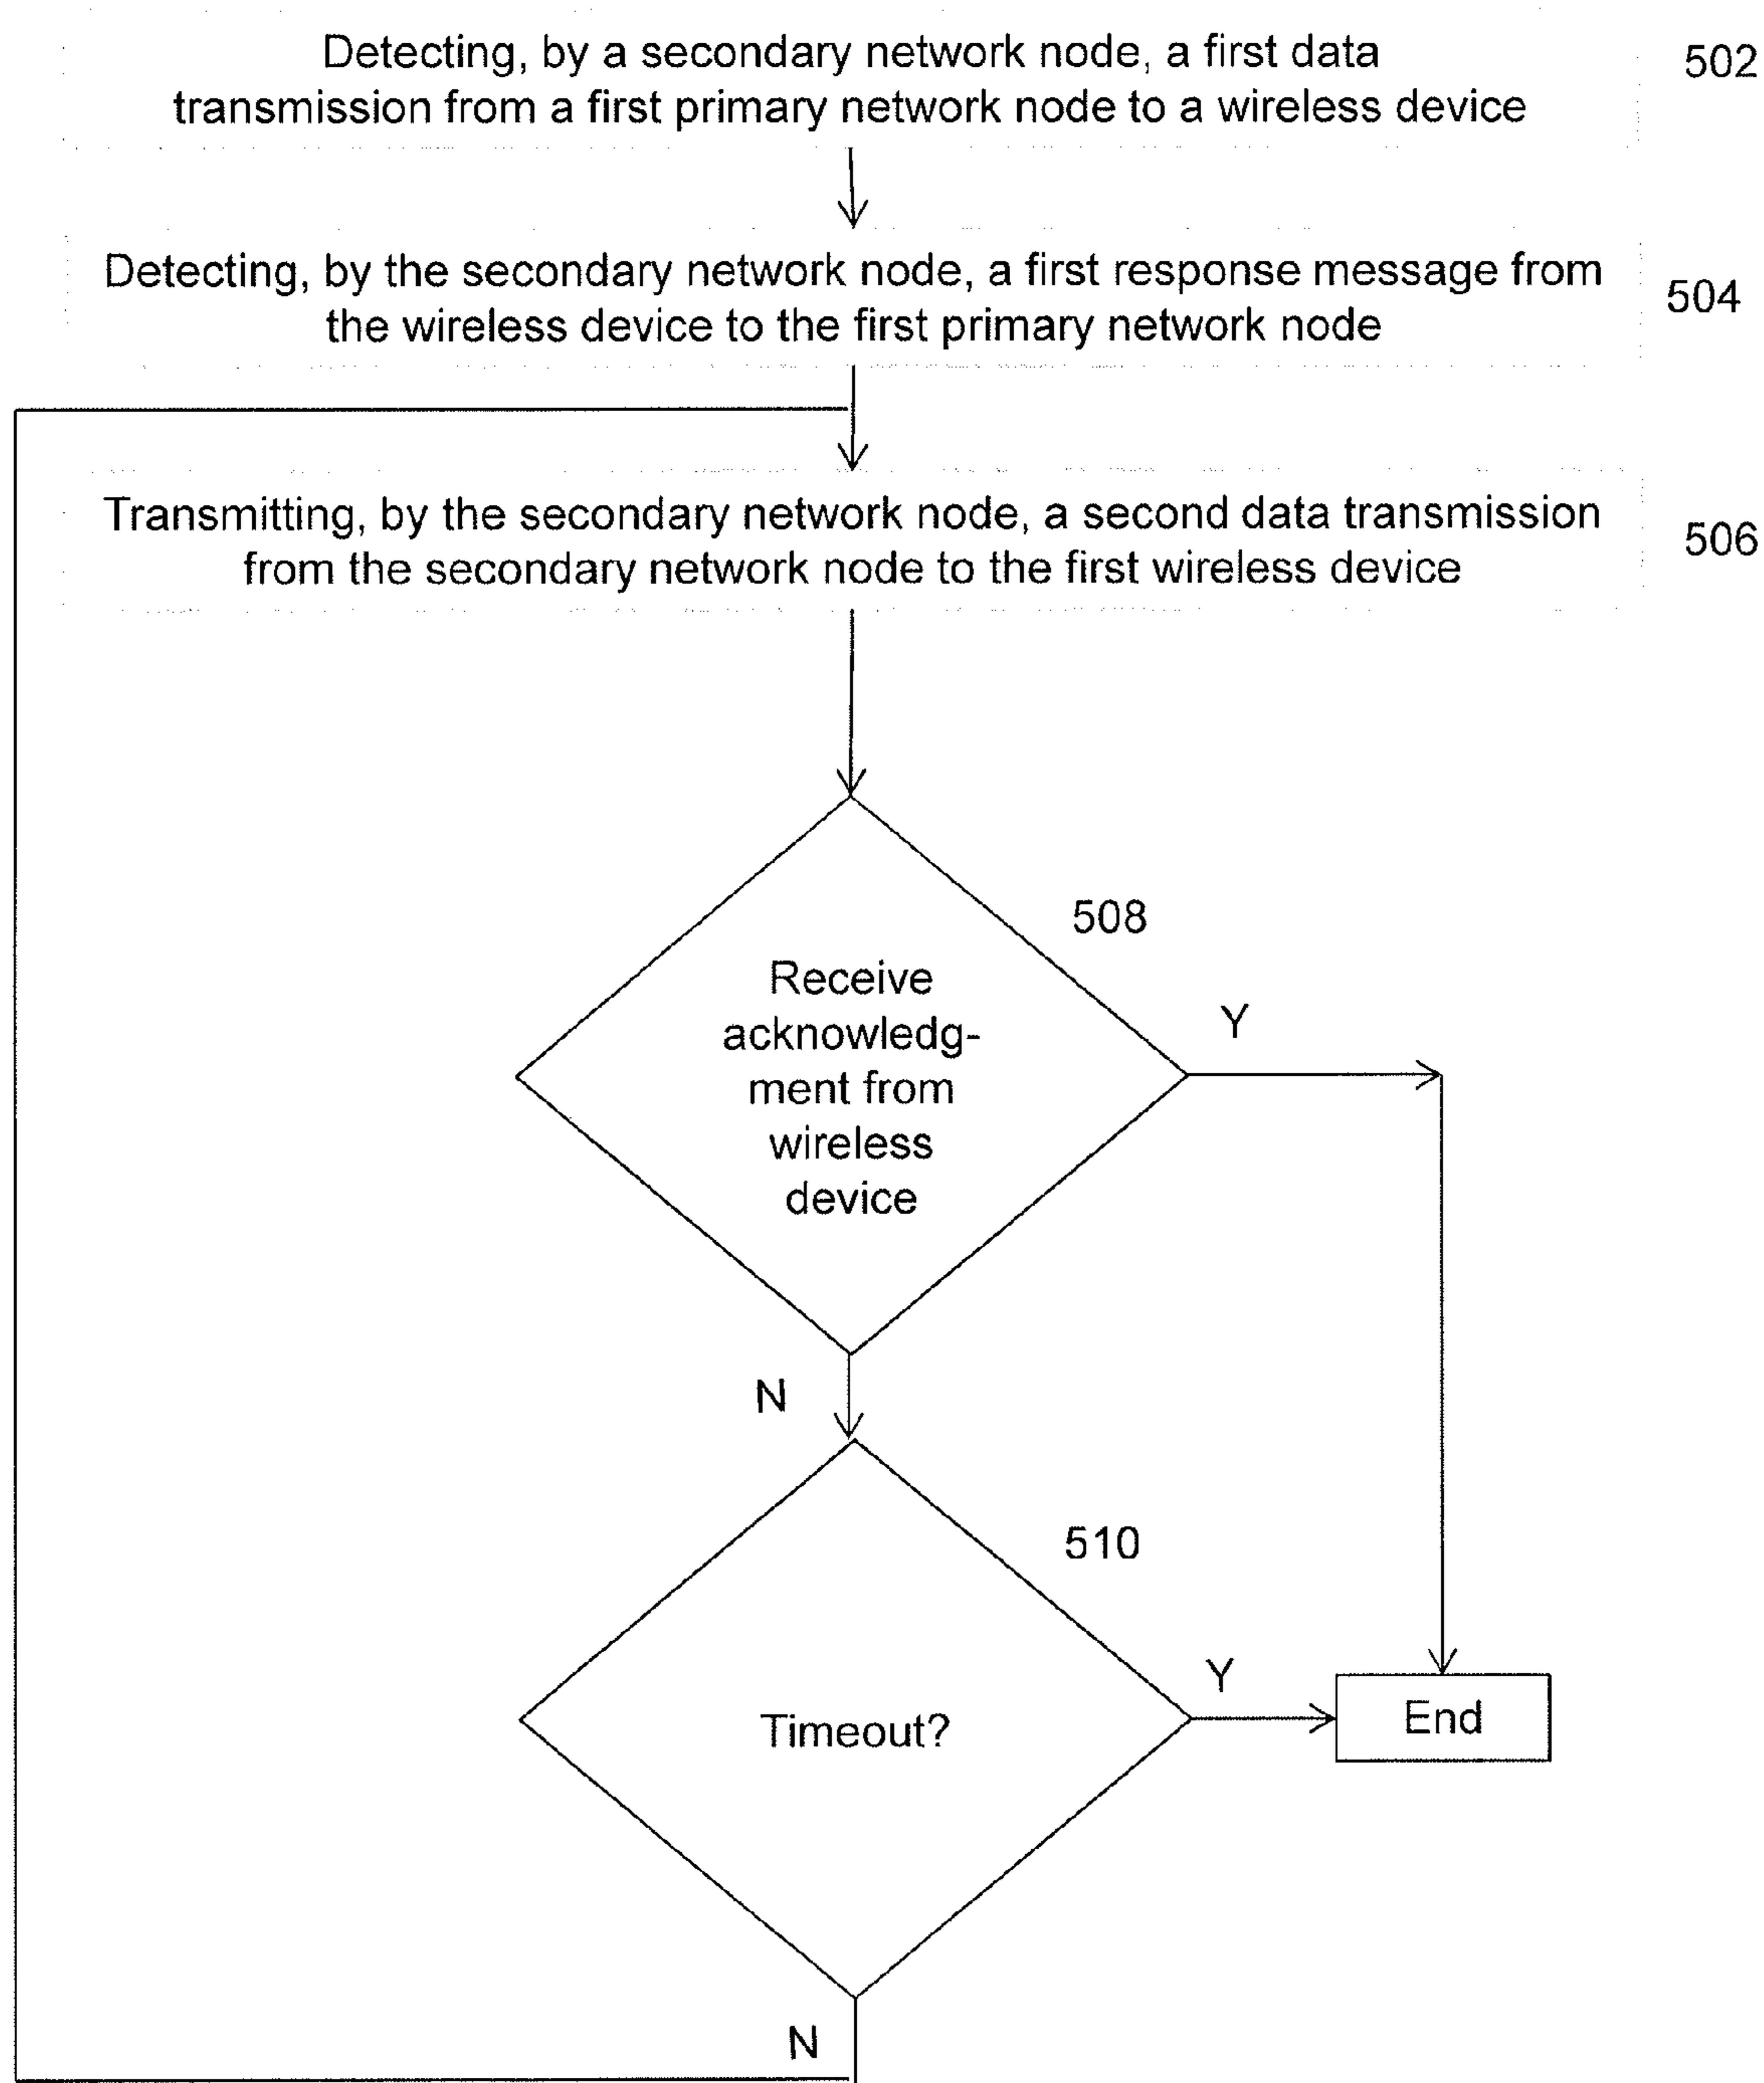 Detecting, by a secondary network node, a first data
transmission from a first primary network node to a wireless device
502
Detecting, by the secondary network node, a first response message from
the wireless device to the first primary network node
504
Transmitting, by the secondary network node, a second data transmission
from the secondary network node to the first wireless device
506
508
Receive
acknowledg-
ment from
wireless
device
Y
N
510
Timeout?
Y
End
N